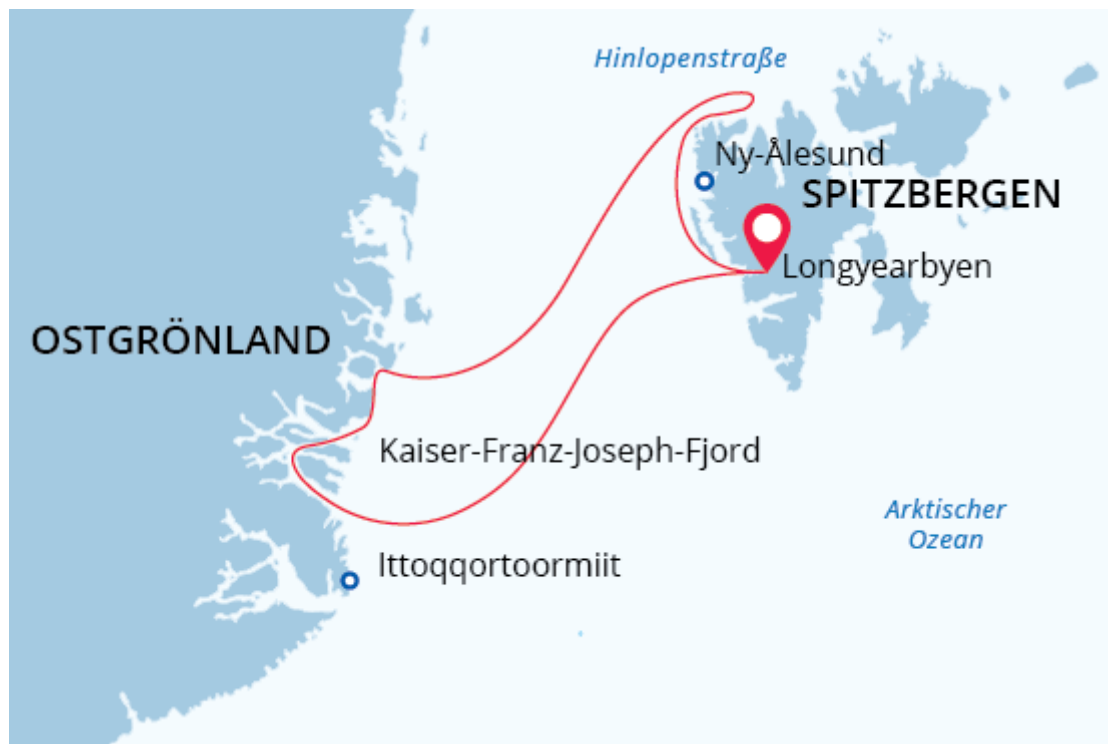 Hinlopenstraße
Ny-Ålesund
SPITZBERGEN
Longyearbyen
OSTGRÖNLAND
Kaiser-Franz-Joseph-Fjord
Arktischer
Ozean
Ittoqqortoormiit